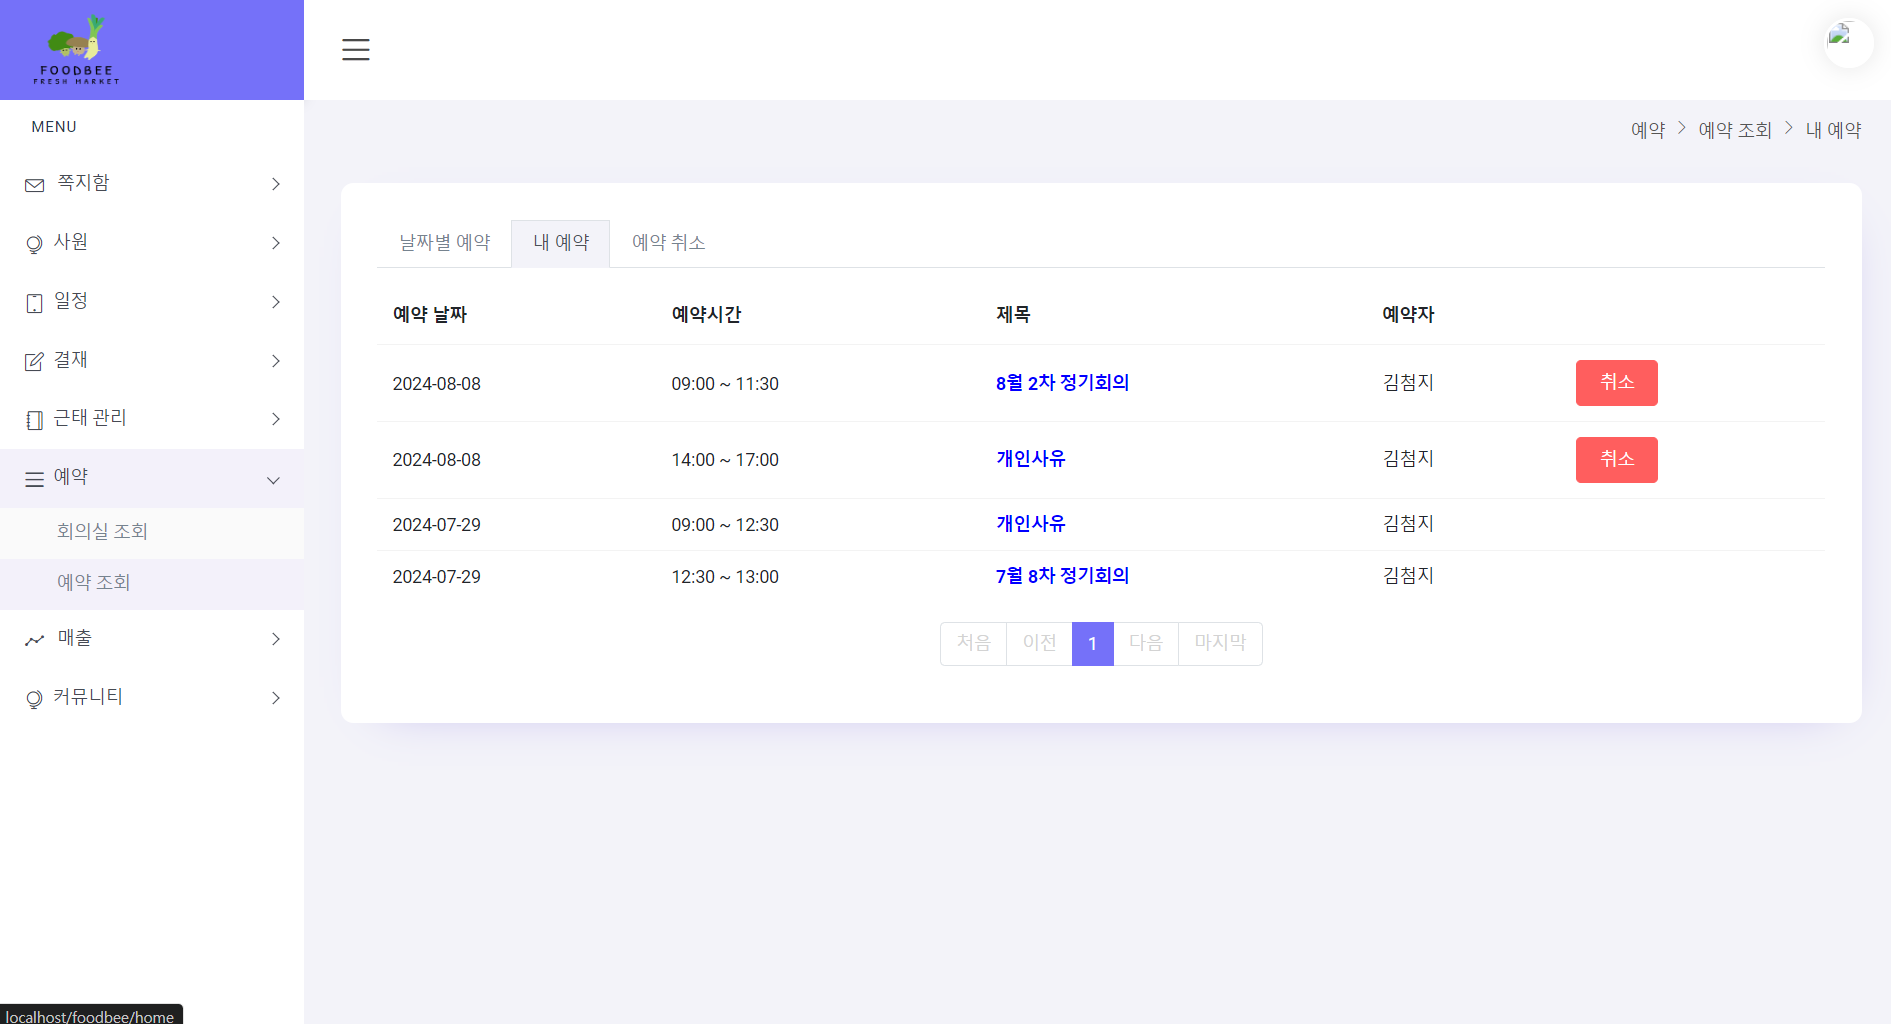 FOODBEE
FRESH MARKET
MENU
쪽지함
사원
일정
결재
근태 관리
예약
회의실 조회
예약 조회
매출
커뮤니티
예약 > 예약 조회 > 내 예약
날짜별 예약 내 예약 예약 취소
예약 날짜 예약시간 제목 예약자
2024-08-08 09:00 ~ 11:30 8월 2차 정기회의 김첨지 취소
2024-08-08 14:00 ~ 17:00 개인사유 김첨지 취소
2024-07-29 09:00 ~ 12:30 개인사유 김첨지
2024-07-29 12:30 ~ 13:00 7월 8차 정기회의 김첨지
처음 이전 1 다음 마지막
localhost/foodbee/home